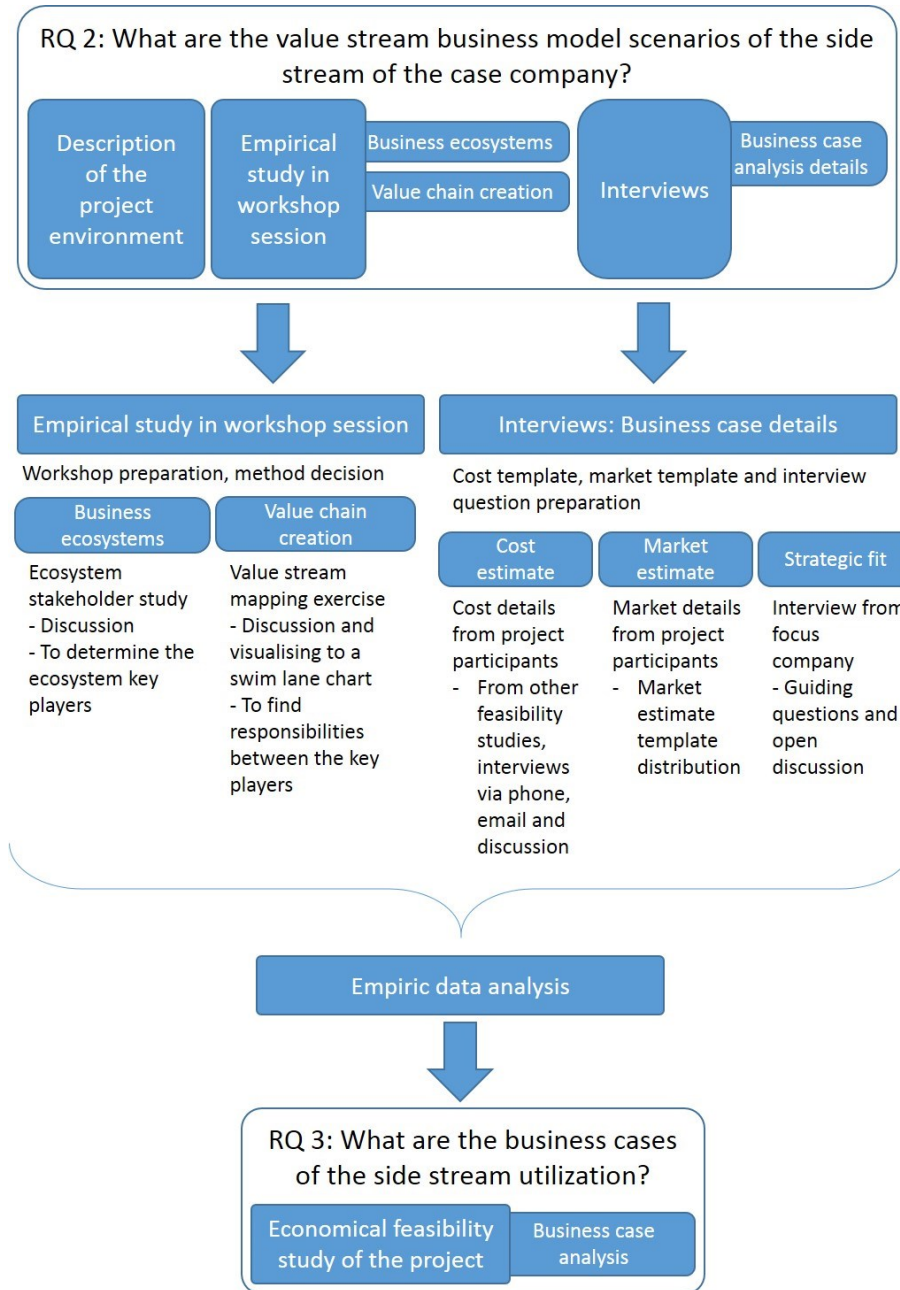 RQ 2: What are the value stream business model scenarios of the side
stream of the case company?
Description
of the
project
environment
Empirical
study in
workshop
session
Business ecosystems
Value chain creation
Interviews
Business case
analysis details
Empirical study in workshop session
Workshop preparation, method decision
Business
ecosystems
Ecosystem
stakeholder study
- Discussion
- To determine the
ecosystem key
players
Value chain
creation
Value stream
mapping exercise
- Discussion and
visualising to a
swim lane chart
- To find
responsibilities
between the key
players
Interviews: Business case details
Cost template, market template and interview
question preparation
Cost
estimate
Cost details
from project
participants
- From other
feasibility
studies,
interviews
via phone,
email and
discussion
Market
estimate
Market details
from project
participants
- Market
estimate
template
distribution
Strategic fit
Interview from
focus
company
- Guiding
questions and
open
discussion
Empiric data analysis
RQ 3: What are the business cases
of the side stream utilization?
Economical feasibility
study of the project
Business case
analysis